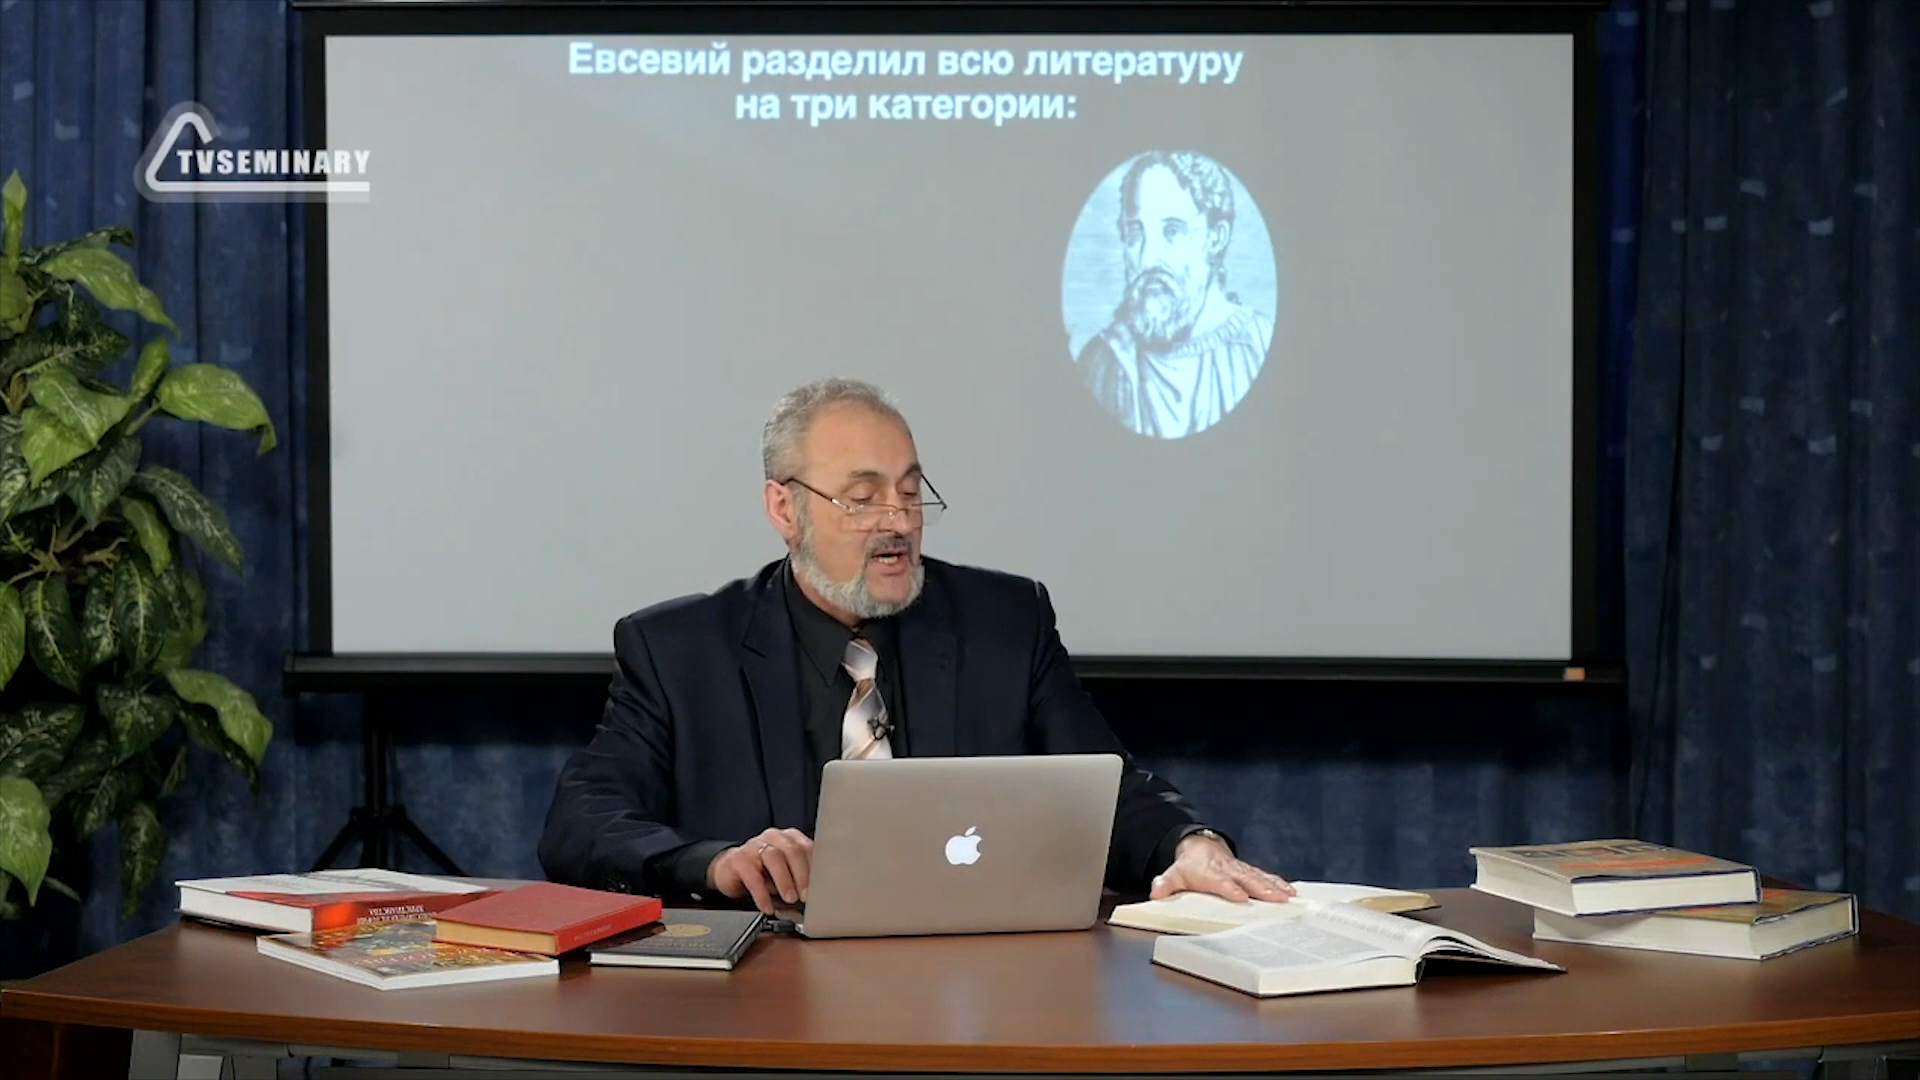 Евсевий разделил всю литературу
на три категории:
TVSEMINARY